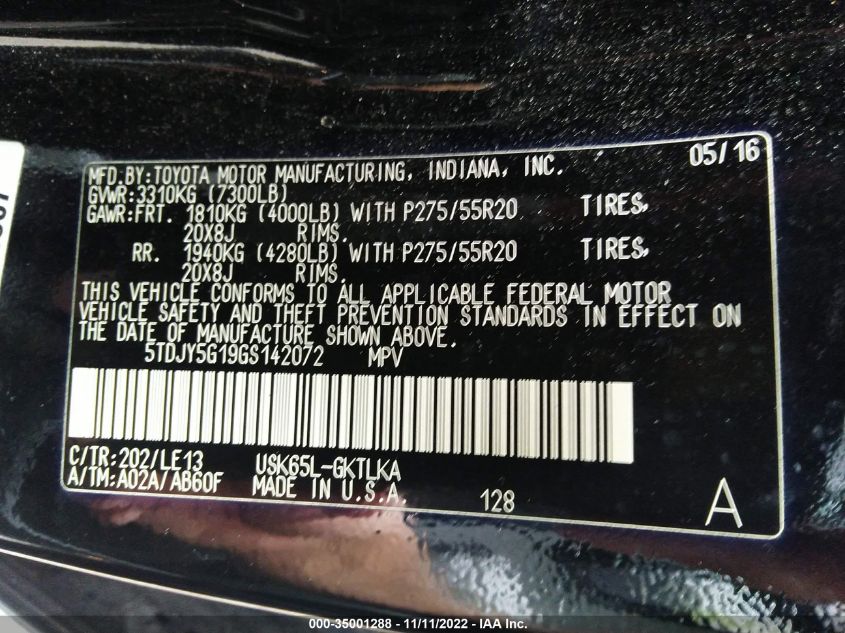 MFD.BY:TOYOTA MOTOR MANUFACTURING, INDIANA, INC. 05/16
GVWR:3310KG (7300LB)
GAWR:FRT. 1810KG (4000LB) WITH P275/55R20 TIRES,
20X8J RIMS.
RR. 1940KG (4280LB) WITH P275/55R20 TIRES,
20X8J RIMS.
THIS VEHICLE CONFORMS TO ALL APPLICABLE FEDERAL MOTOR
VEHICLE SAFETY AND THEFT PREVENTION STANDARDS IN EFFECT ON
THE DATE OF MANUFACTURE SHOWN ABOVE.
5TDJY5G19GS142072 MPV
C/TR:202/LE13 USK65L-GKTLKA
A/TM:A02A/AB60F MADE IN U.S.A. 128 A
000-35001288 - 11/11/2022 - IAA Inc.